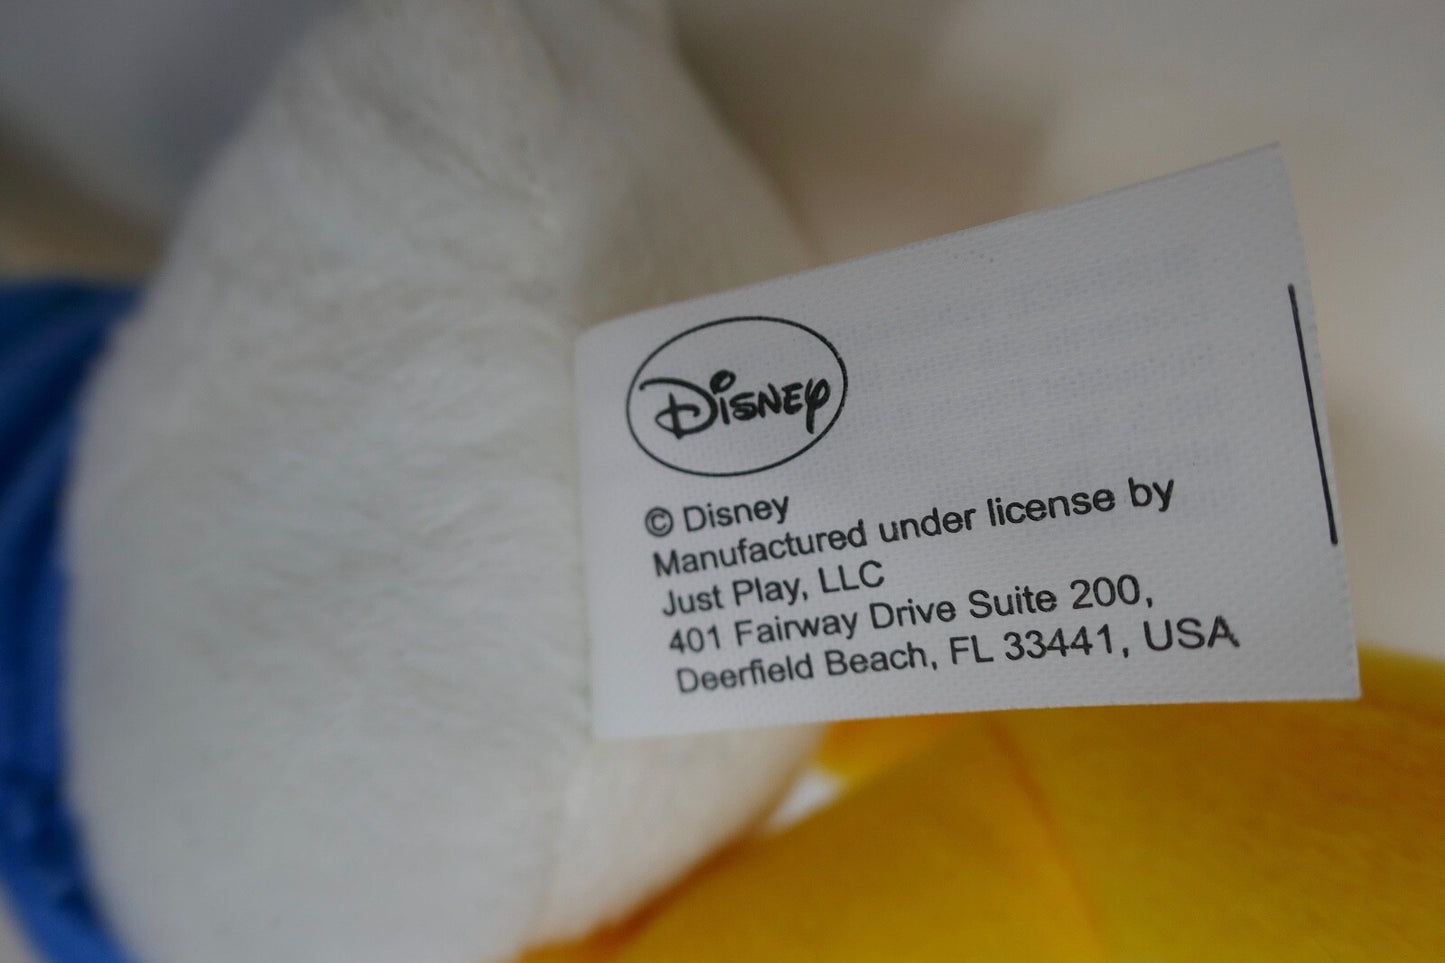 Disney
© Disney
Manufactured under license by
Just Play, LLC
401 Fairway Drive Suite 200,
Deerfield Beach, FL 33441, USA